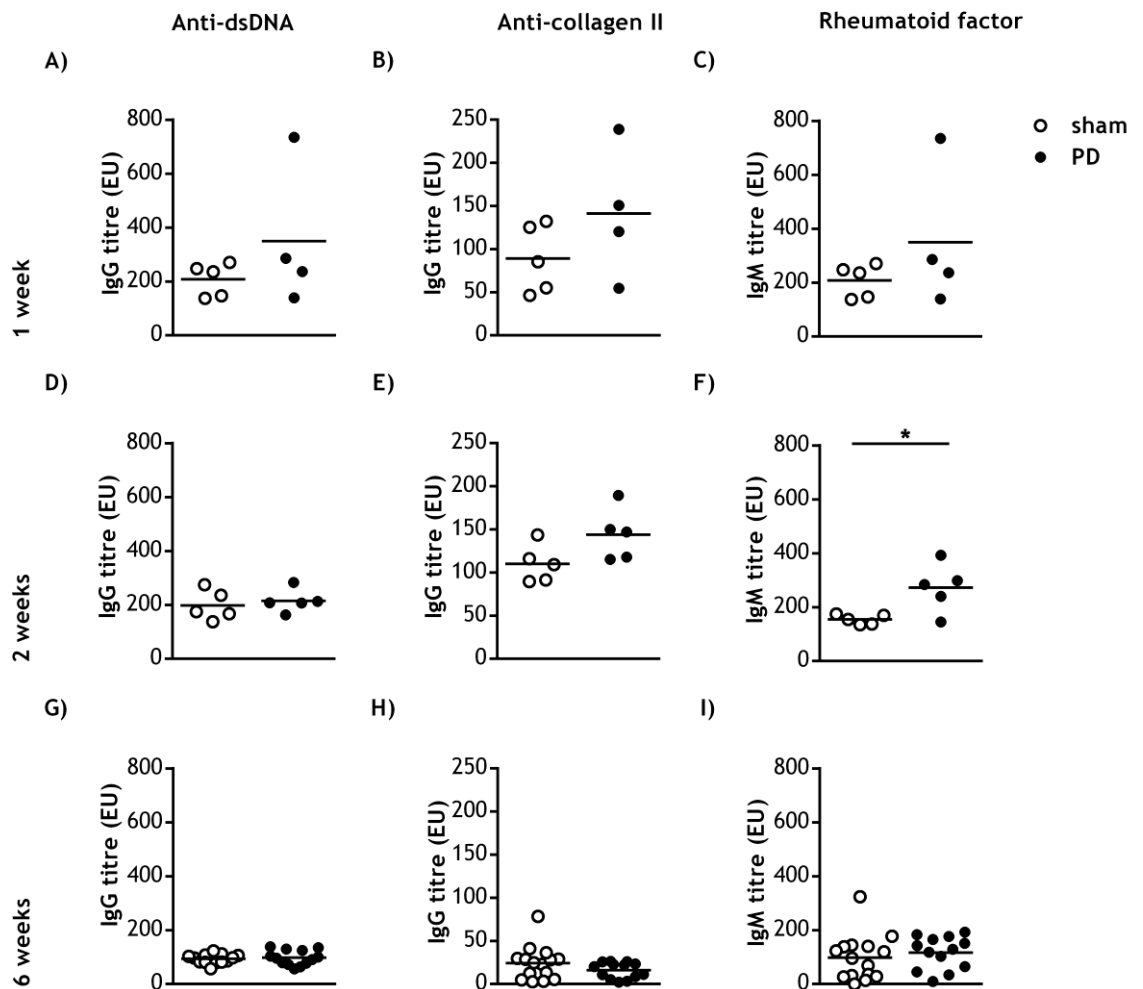 Anti-dsDNA Anti-collagen II Rheumatoid factor
A) B) C)
sham
PD
1 week
IgG titre (EU)
800
600
400
200
0
IgG titre (EU)
250
200
150
100
50
0
IgM titre (EU)
800
600
400
200
0
D) E) F)
2 weeks
IgG titre (EU)
800
600
400
200
0
IgG titre (EU)
250
200
150
100
50
0
IgM titre (EU)
800
600
400
200
0
*
G) H) I)
6 weeks
IgG titre (EU)
800
600
400
200
0
IgG titre (EU)
250
200
150
100
50
0
IgM titre (EU)
800
600
400
200
0